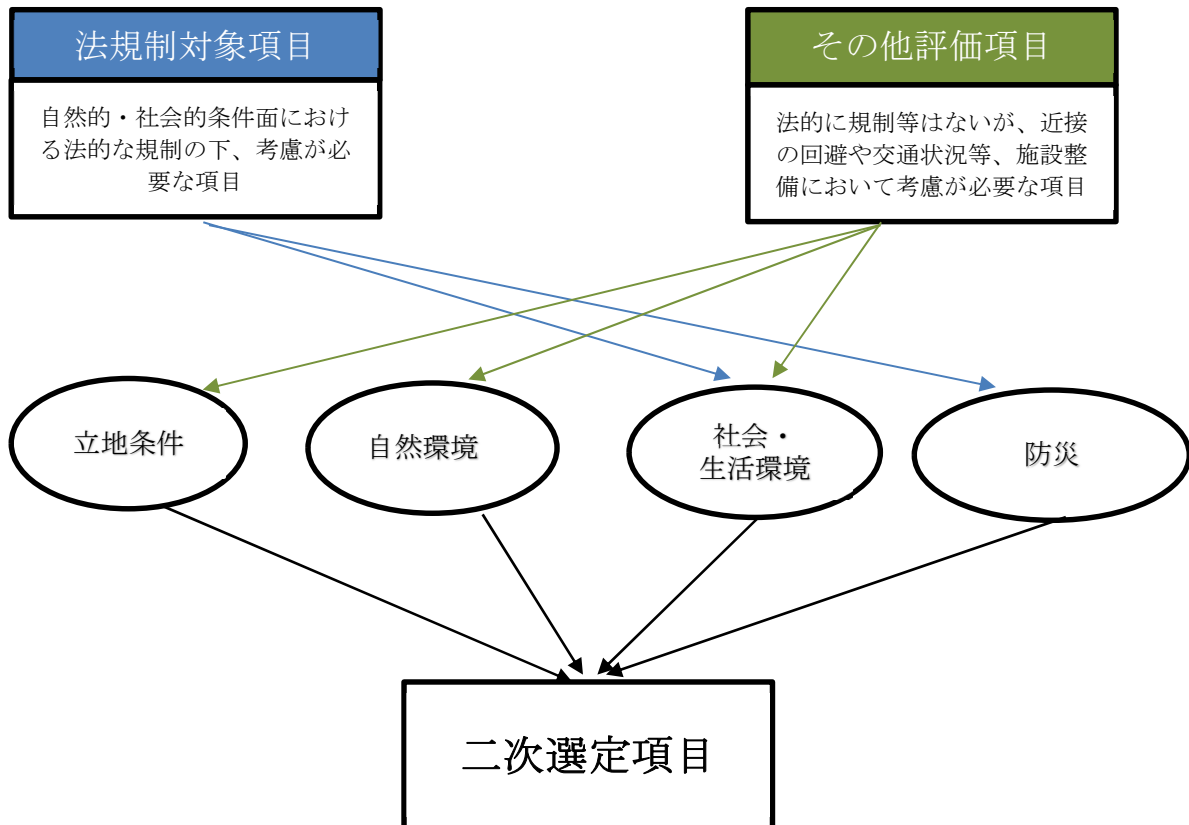 法規制対象項目
自然的・社会的条件面におけ
る法的な規制の下、考慮が必
要な項目
その他評価項目
法的に規制等はないが、近接
の回避や交通状況等、施設整
備において考慮が必要な項目
立地条件
自然環境
社会・
生活環境
防災
二次選定項目